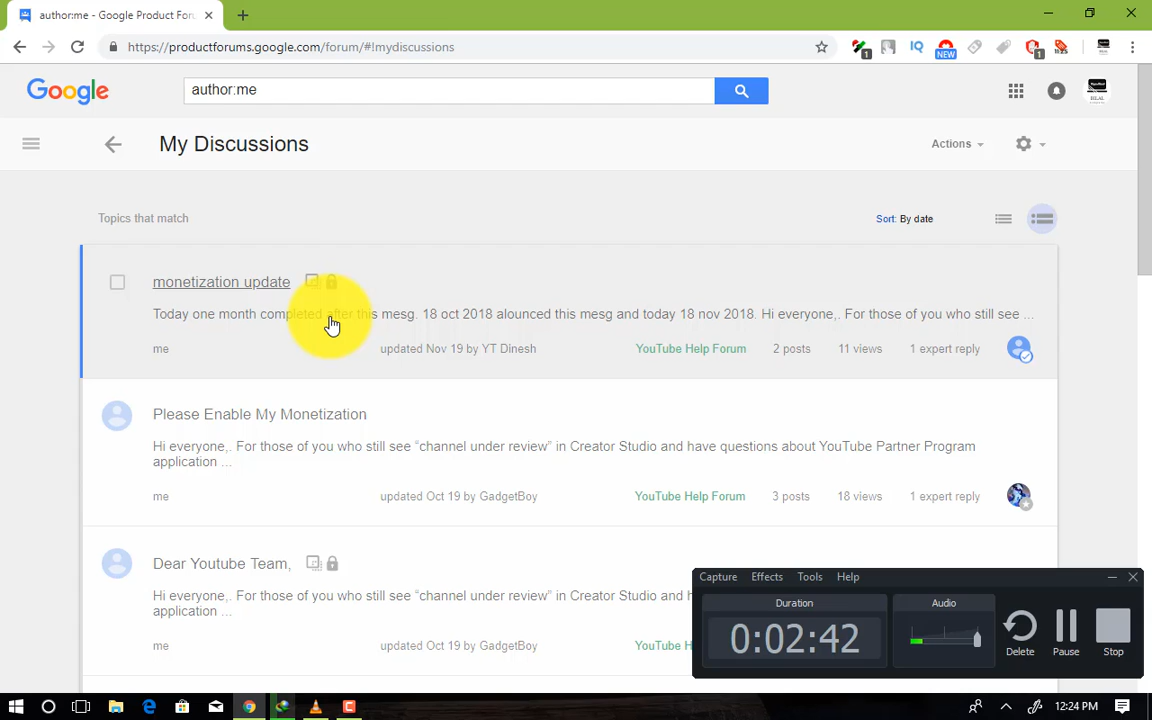 author:me - Google Product Foru
https://productforums.google.com/forum/#!mydiscussions
IQ
NEW
1
1
Google
author:me
My Discussions
Actions
Topics that match
Sort: By date
monetization update
Today one month completed after this mesg. 18 oct 2018 alounced this mesg and today 18 nov 2018. Hi everyone,. For those of you who still see ...
me
updated Nov 19 by YT Dinesh
YouTube Help Forum
2 posts
11 views
1 expert reply
Please Enable My Monetization
Hi everyone,. For those of you who still see “channel under review” in Creator Studio and have questions about YouTube Partner Program
application ...
me
updated Oct 19 by GadgetBoy
YouTube Help Forum
3 posts
18 views
1 expert reply
Dear Youtube Team,
Hi everyone,. For those of you who still see “channel under review” in Creator Studio and have
application ...
me
updated Oct 19 by GadgetBoy
YouTube H
Capture Effects Tools Help
Duration
Audio
0:02:42
Delete
Pause
Stop
12:24 PM